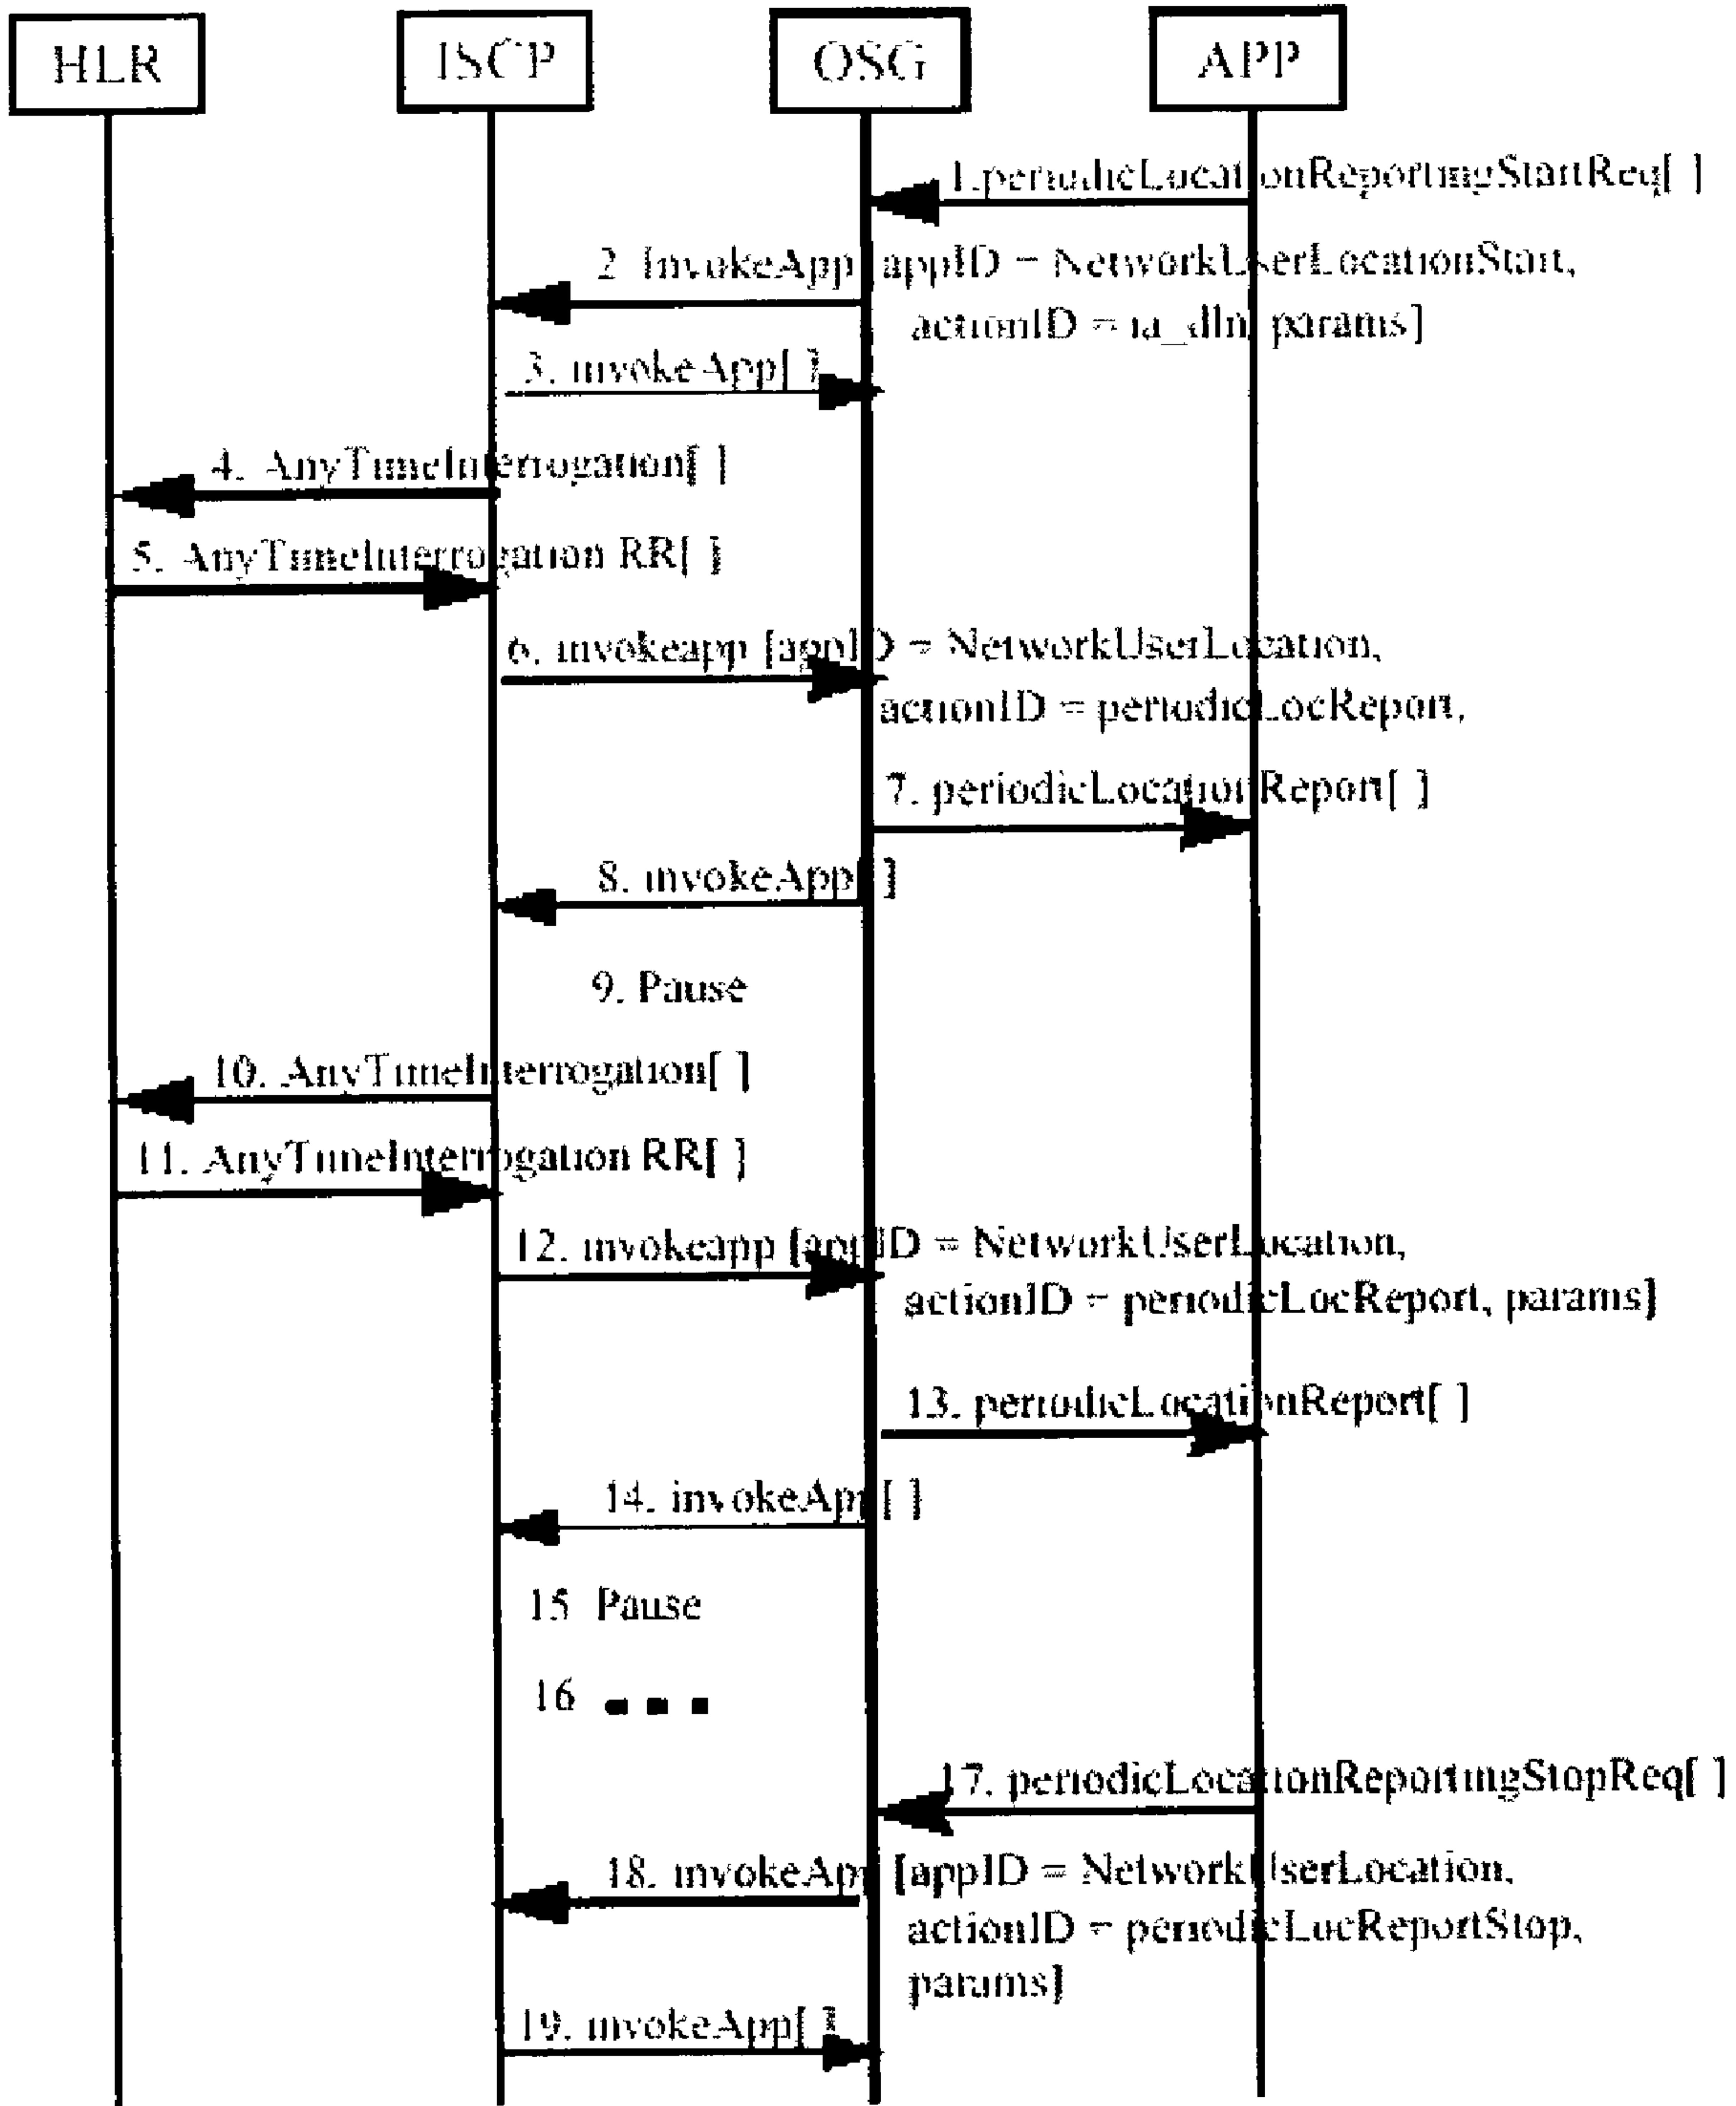 HLR
ISCP
OSG
APP
1.periodicLocationReportingStartReq[ ]
2 InvokeApp [appID = NetworkUserLocationStart,
actionID = params]
3. invokeApp[ ]
4. AnyTimeInterrogation[ ]
5. AnyTimeInterrogation RR[ ]
6. invokeapp [appID = NetworkUserLocation,
actionID = periodicLocReport,
7. periodicLocationReport[ ]
8. invokeApp[ ]
9. Pause
10. AnyTimeInterrogation[ ]
11. AnyTimeInterrogation RR[ ]
12. invokeapp [appID = NetworkUserLocation,
actionID = periodicLocReport, params]
13. periodicLocationReport[ ]
14. invokeApp[ ]
15 Pause
16 ▪ ▪ ▪
17. periodicLocationReportingStopReq[ ]
18. invokeApp [appID = NetworkUserLocation,
actionID = periodicLocReportStop,
params]
19. invokeApp[ ]